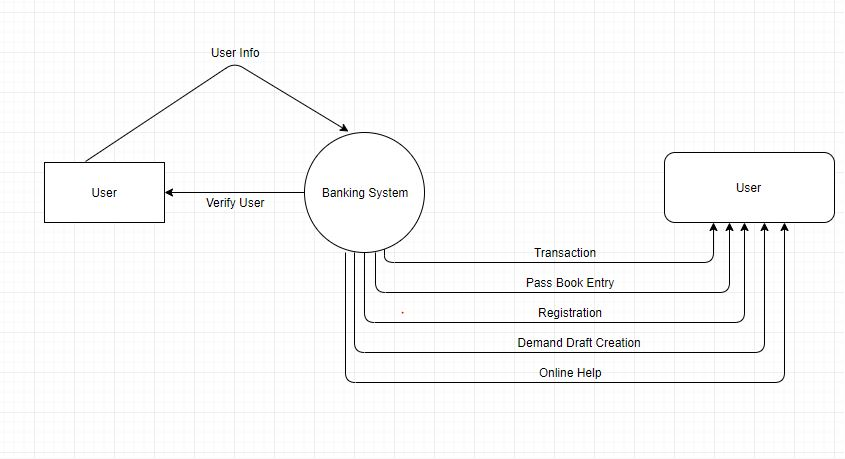 User Info
User
Banking System
User
Verify User
Transaction
Pass Book Entry
Registration
Demand Draft Creation
Online Help